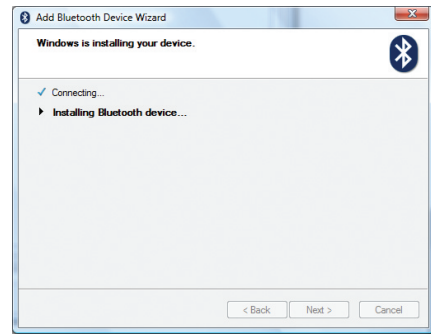 Add Bluetooth Device Wizard
Windows is installing your device.
Connecting...
Installing Bluetooth device...
< Back Next > Cancel